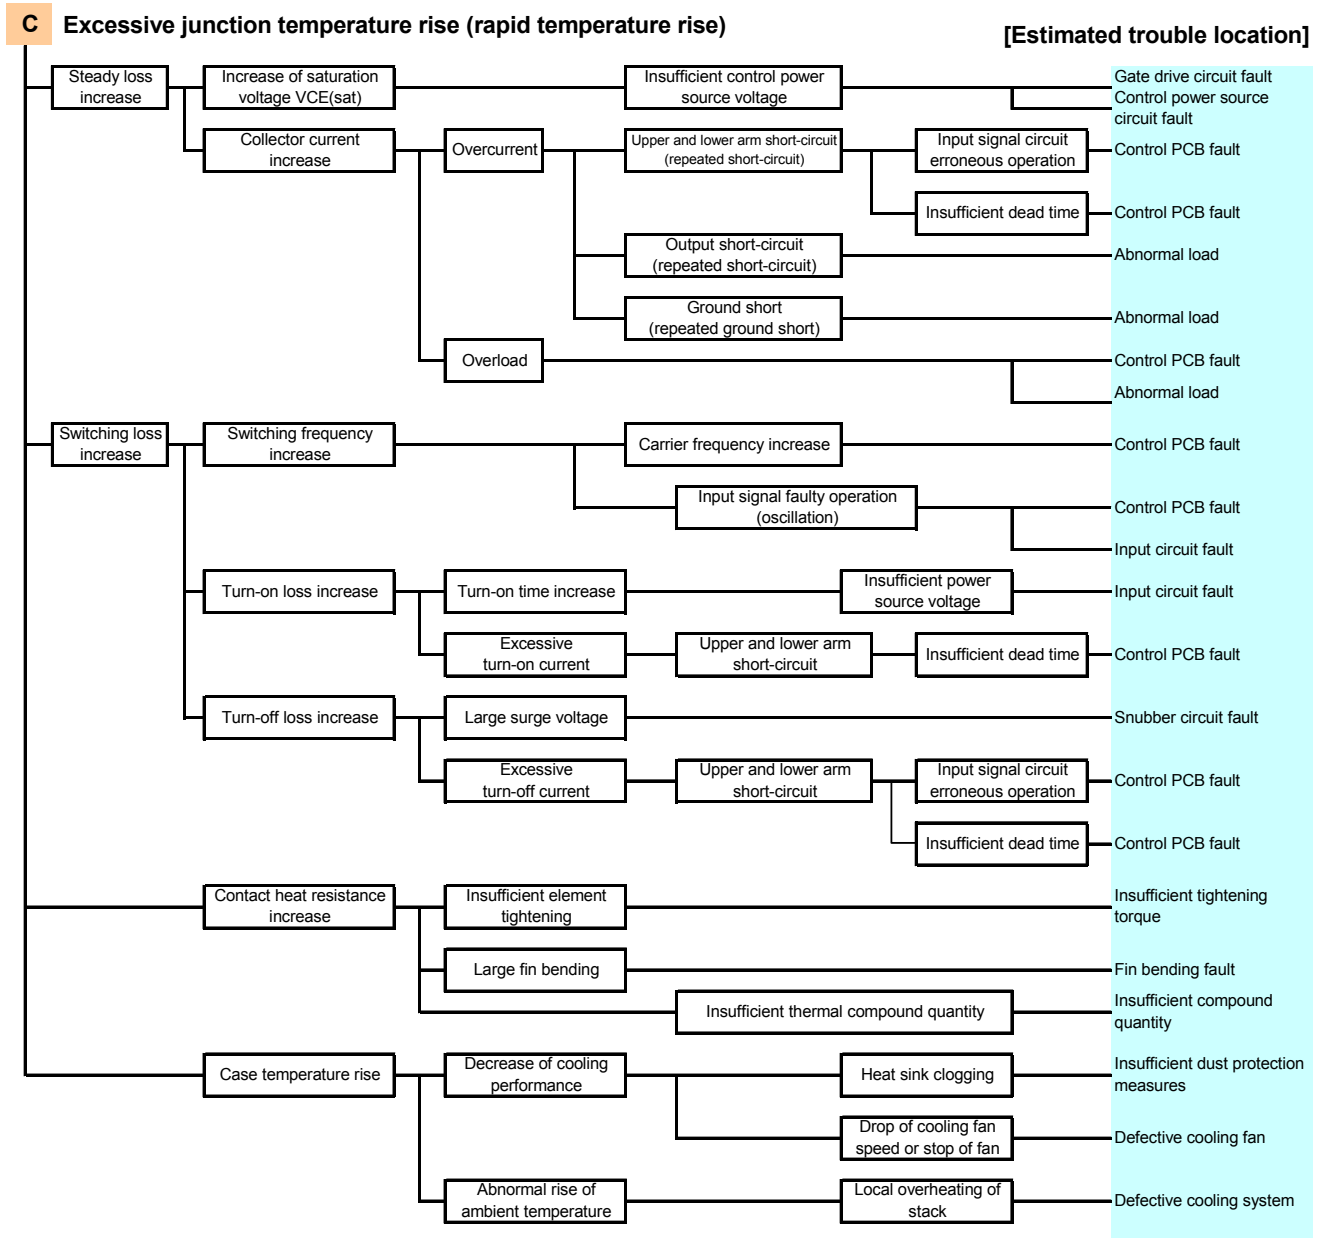 C
Excessive junction temperature rise (rapid temperature rise)
[Estimated trouble location]
Steady loss
increase
Increase of saturation
voltage VCE(sat)
Insufficient control power
source voltage
Gate drive circuit fault
Control power source
circuit fault
Collector current
increase
Overcurrent
Upper and lower arm short-circuit
(repeated short-circuit)
Input signal circuit
erroneous operation
Control PCB fault
Insufficient dead time
Control PCB fault
Output short-circuit
(repeated short-circuit)
Abnormal load
Ground short
(repeated ground short)
Abnormal load
Overload
Control PCB fault
Abnormal load
Switching loss
increase
Switching frequency
increase
Carrier frequency increase
Control PCB fault
Input signal faulty operation
(oscillation)
Control PCB fault
Input circuit fault
Turn-on loss increase
Turn-on time increase
Insufficient power
source voltage
Input circuit fault
Excessive
turn-on current
Upper and lower arm
short-circuit
Insufficient dead time
Control PCB fault
Turn-off loss increase
Large surge voltage
Snubber circuit fault
Excessive
turn-off current
Upper and lower arm
short-circuit
Input signal circuit
erroneous operation
Control PCB fault
Insufficient dead time
Control PCB fault
Contact heat resistance
increase
Insufficient element
tightening
Insufficient tightening
torque
Large fin bending
Fin bending fault
Insufficient thermal compound quantity
Insufficient compound
quantity
Case temperature rise
Decrease of cooling
performance
Heat sink clogging
Insufficient dust protection
measures
Drop of cooling fan
speed or stop of fan
Defective cooling fan
Abnormal rise of
ambient temperature
Local overheating of
stack
Defective cooling system